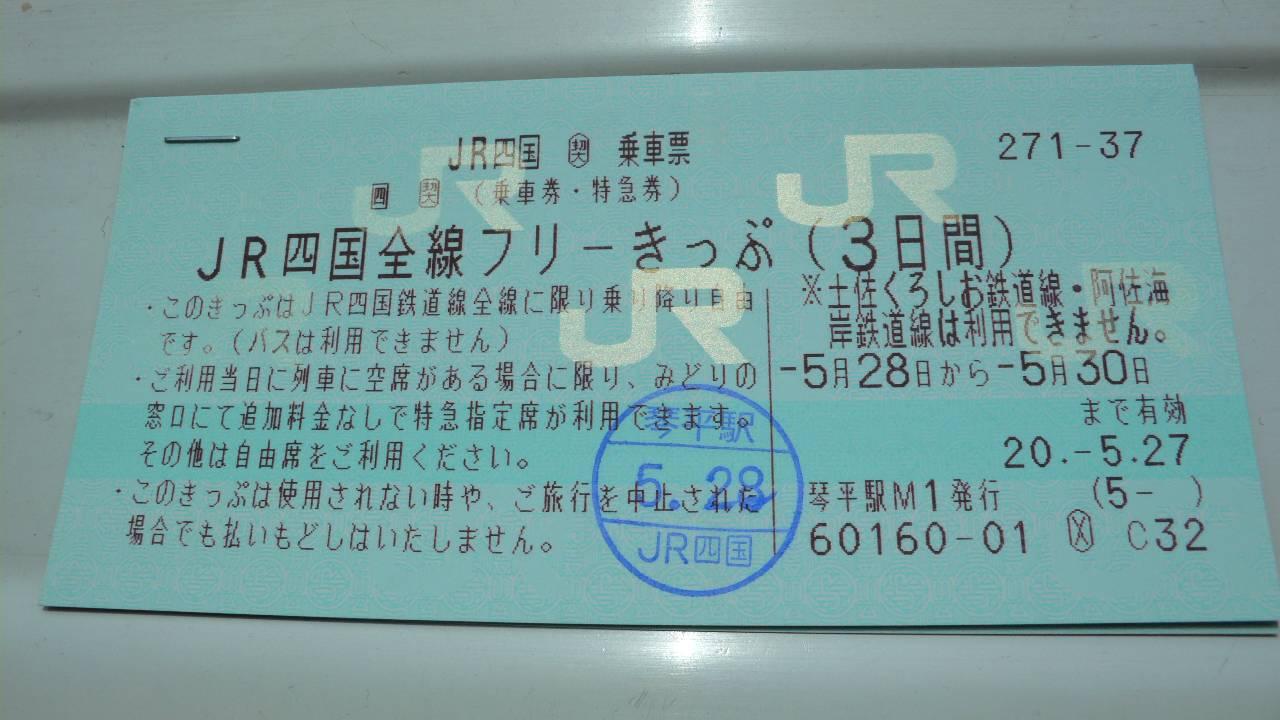 JR四国 契 乗車票
271-37
四 契 (乗車券・特急券)
JR四国全線フリーきっぷ(3日間)
・このきっぷはJR四国鉄道線全線に限り乗り降り自由
です。(バスは利用できません)
・ご利用当日に列車に空席がある場合に限り、みどりの
窓口にて追加料金なしで特急指定席が利用できます。
その他は自由席をご利用ください。
・このきっぷは使用されない時や、ご旅行を中止された
場合でも払いもどしはいたしません。
※土佐くろしお鉄道線・阿佐海
岸鉄道線は利用できません。
-5月28日から-5月30日
まで有効
20.-5.27
琴平駅M1発行 (5- )
60160-01 Ⓧ C32
琴平駅
5.28
JR四国
JR
JR
JR
JR